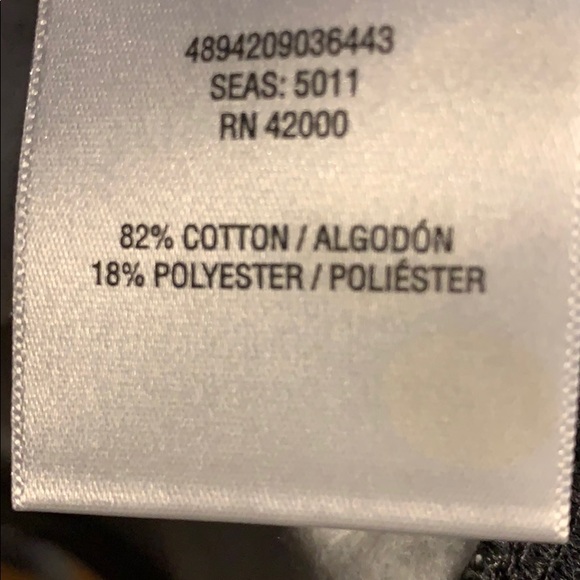 4894209036443
SEAS: 5011
RN 42000
82% COTTON / ALGODÓN
18% POLYESTER / POLIÉSTER